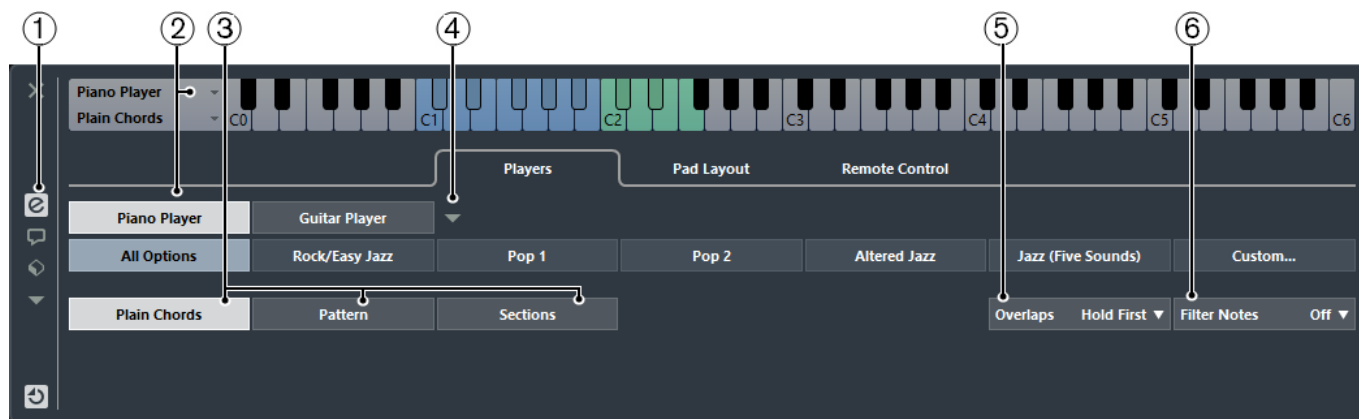 1 2 3 4 5 6
Piano Player
Plain Chords
C0 C1 C2 C3 C4 C5 C6
Players Pad Layout Remote Control
e
Piano Player Guitar Player
All Options Rock/Easy Jazz Pop 1 Pop 2 Altered Jazz Jazz (Five Sounds) Custom...
Plain Chords Pattern Sections Overlaps Hold First Filter Notes Off